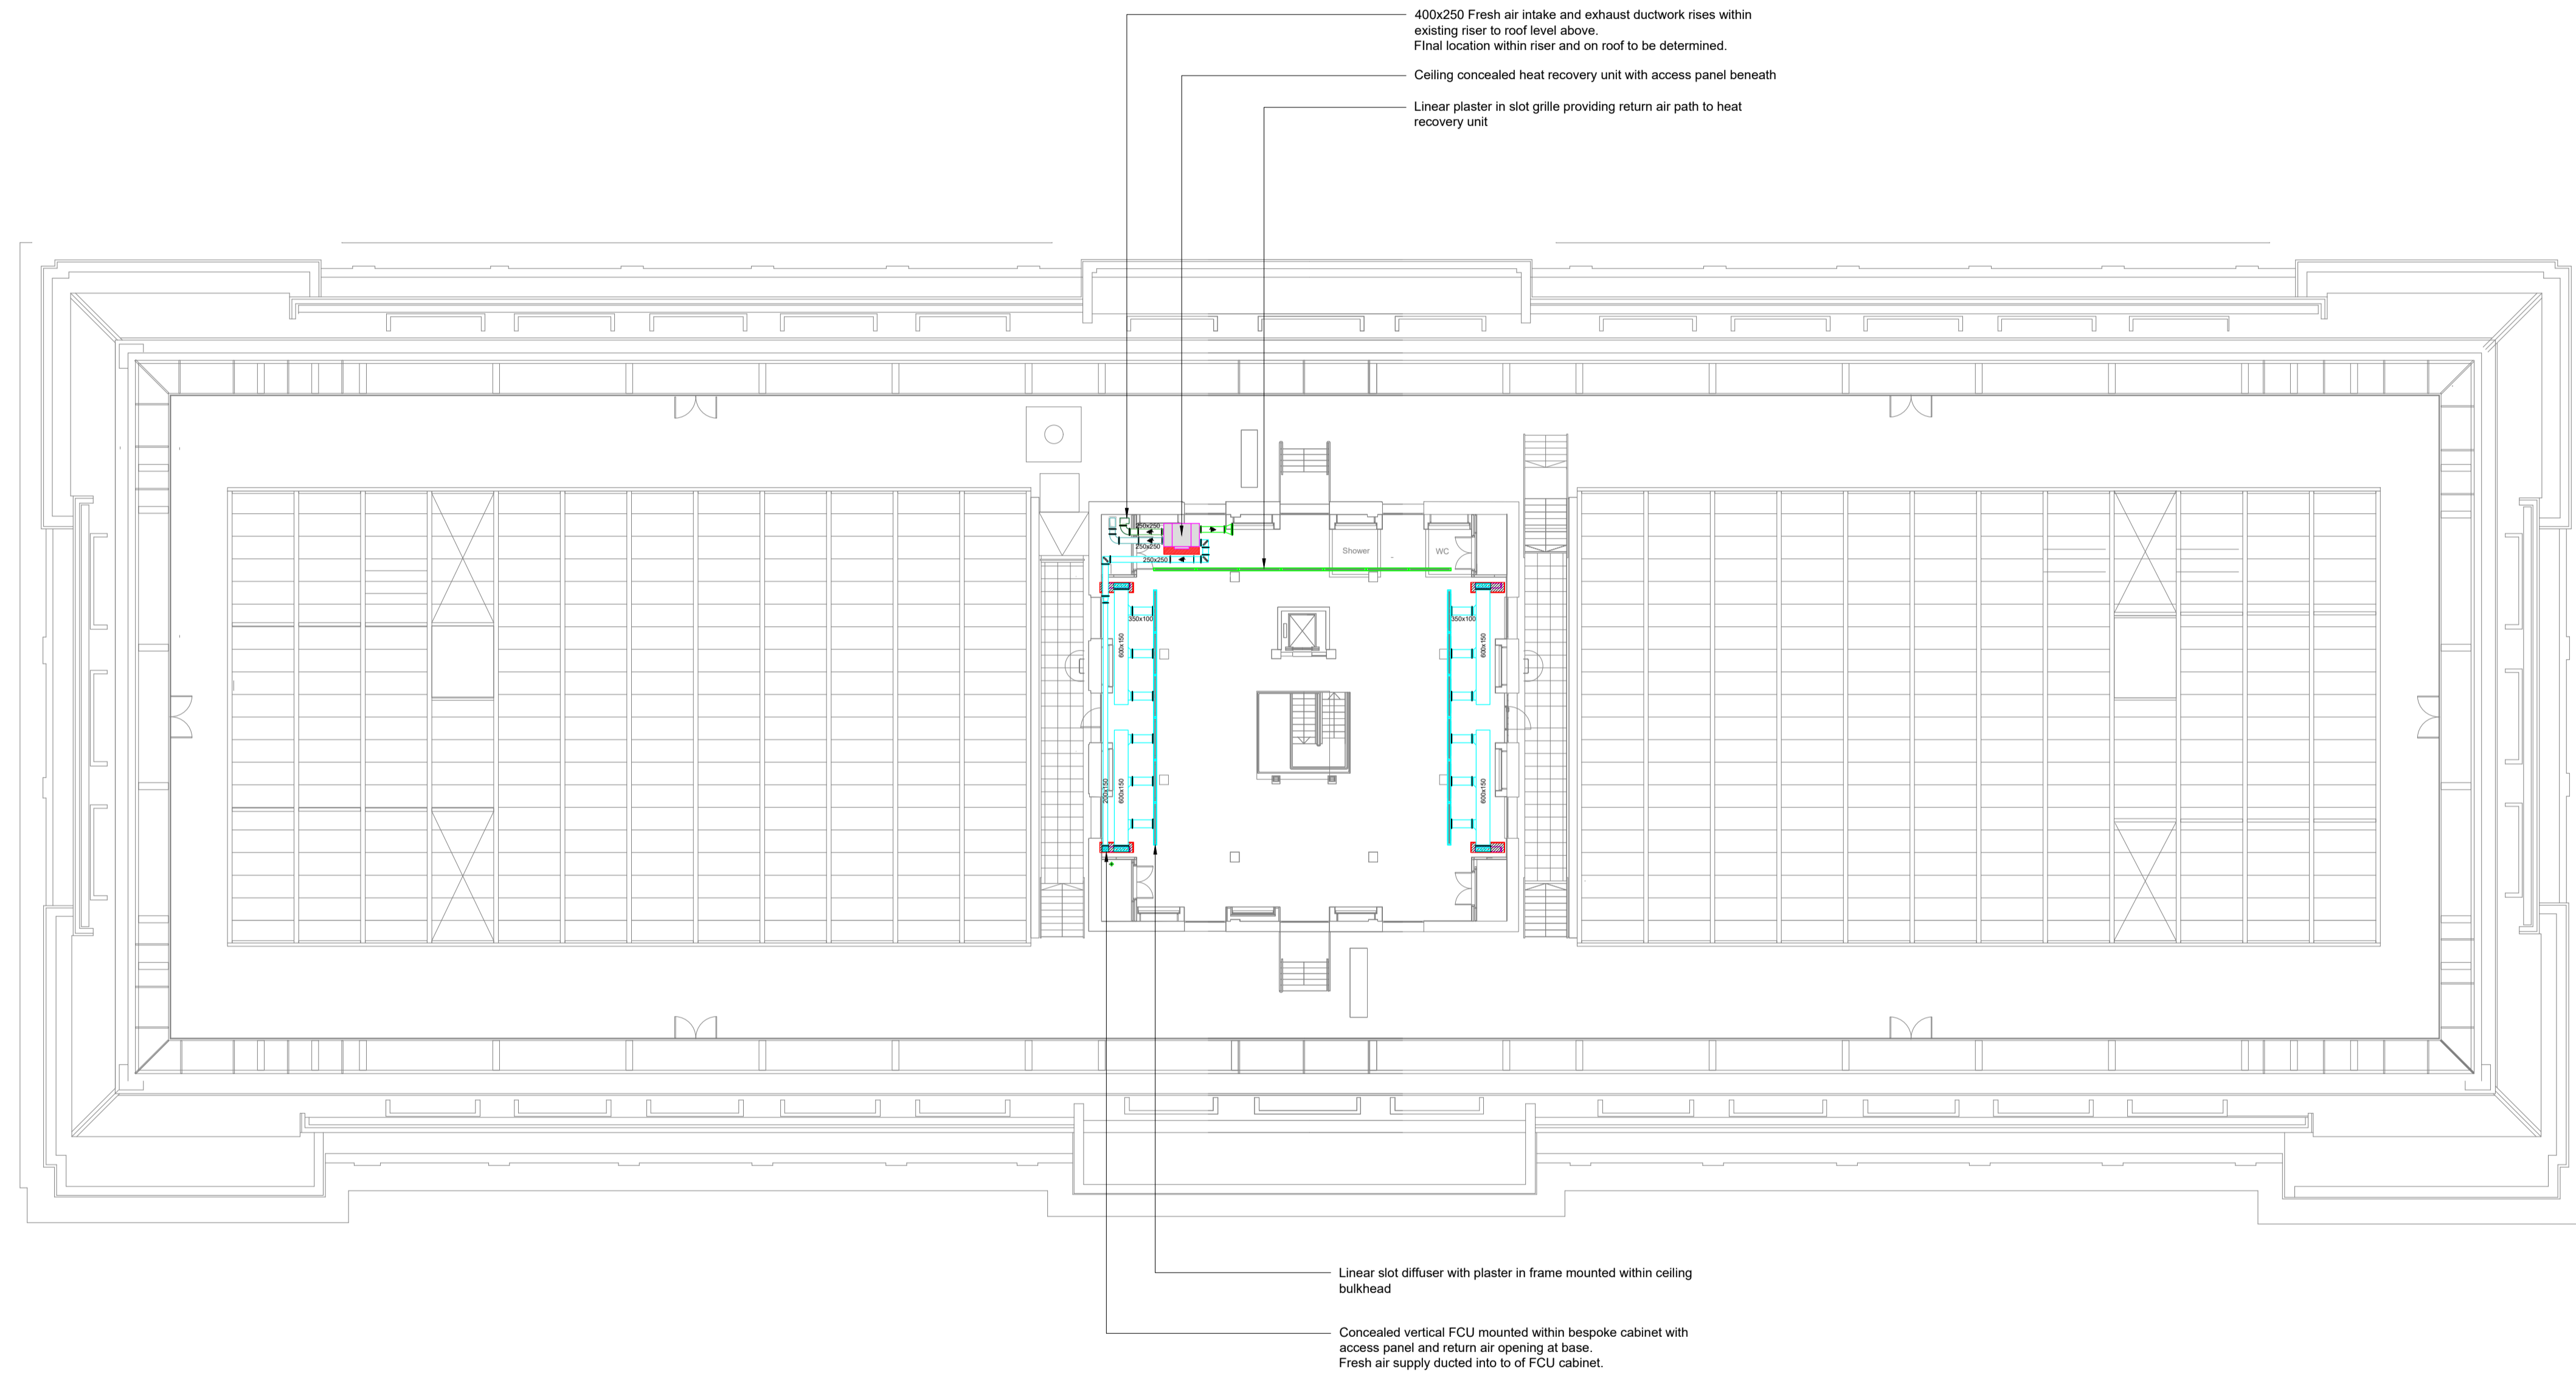 400x250 Fresh air intake and exhaust ductwork rises within
existing riser to roof level above.
FInal location within riser and on roof to be determined.
Ceiling concealed heat recovery unit with access panel beneath
Linear plaster in slot grille providing return air path to heat
recovery unit
250x250
250x250
250x250
Shower
WC
350x100
350x100
600x150
600x150
200x150
600x150
600x150
Linear slot diffuser with plaster in frame mounted within ceiling
bulkhead
Concealed vertical FCU mounted within bespoke cabinet with
access panel and return air opening at base.
Fresh air supply ducted into to of FCU cabinet.